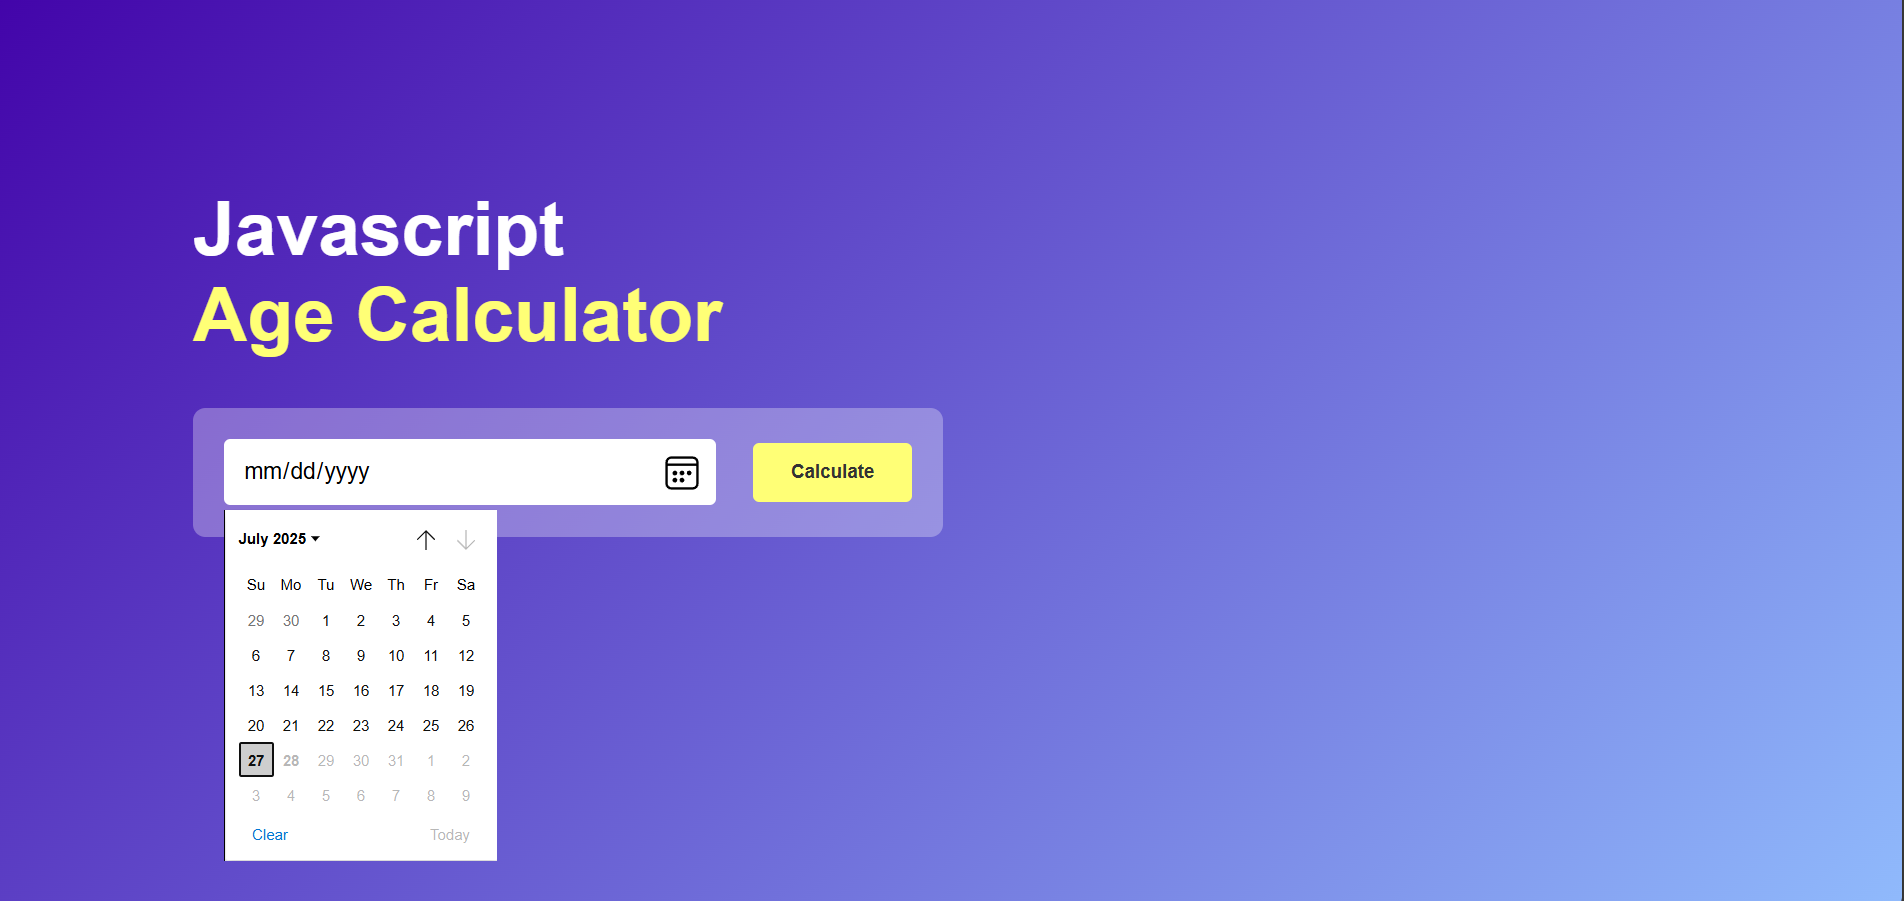 Javascript
Age Calculator
mm/dd/yyyy
Calculate
July 2025
Su Mo Tu We Th Fr Sa
29 30 1 2 3 4 5
6 7 8 9 10 11 12
13 14 15 16 17 18 19
20 21 22 23 24 25 26
27 28 29 30 31 1 2
3 4 5 6 7 8 9
Clear Today